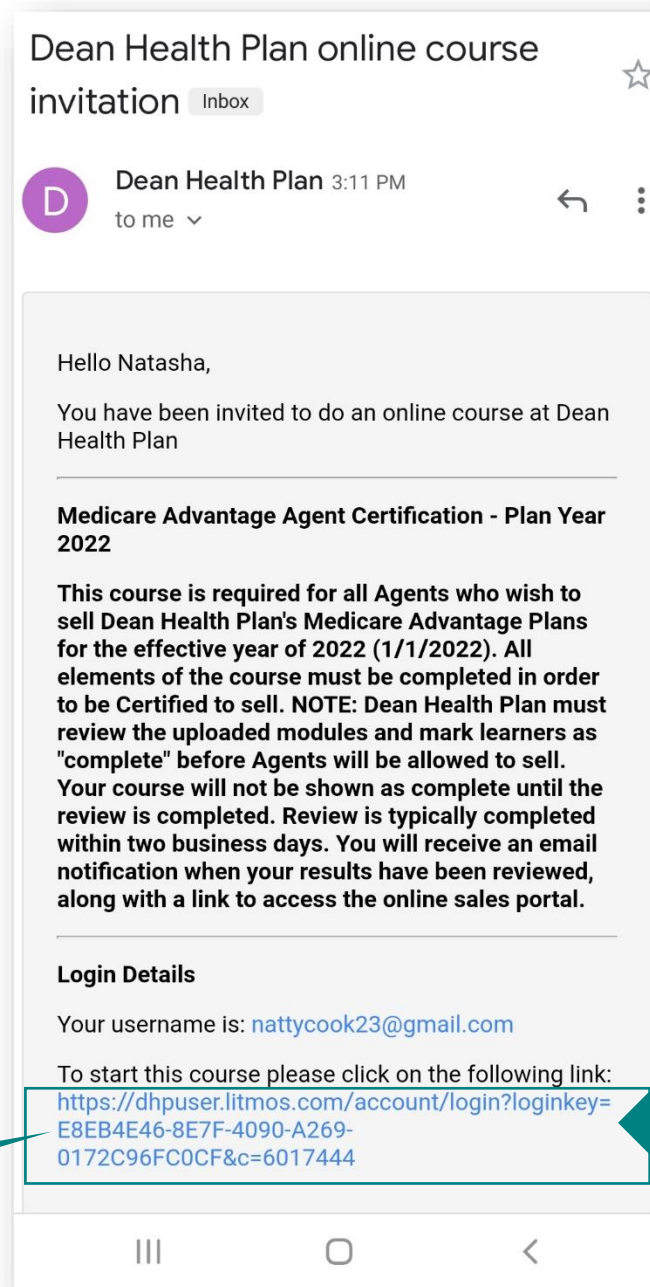 Dean Health Plan online course
invitation Inbox
D
Dean Health Plan 3:11 PM
to me
Hello Natasha,
You have been invited to do an online course at Dean
Health Plan
Medicare Advantage Agent Certification - Plan Year
2022
This course is required for all Agents who wish to
sell Dean Health Plan's Medicare Advantage Plans
for the effective year of 2022 (1/1/2022). All
elements of the course must be completed in order
to be Certified to sell. NOTE: Dean Health Plan must
review the uploaded modules and mark learners as
"complete" before Agents will be allowed to sell.
Your course will not be shown as complete until the
review is completed. Review is typically completed
within two business days. You will receive an email
notification when your results have been reviewed,
along with a link to access the online sales portal.
Login Details
Your username is: nattycook23@gmail.com
To start this course please click on the following link:
https://dhpuser.litmos.com/account/login?loginkey=
E8EB4E46-8E7F-4090-A269-
0172C96FC0CF&c=6017444